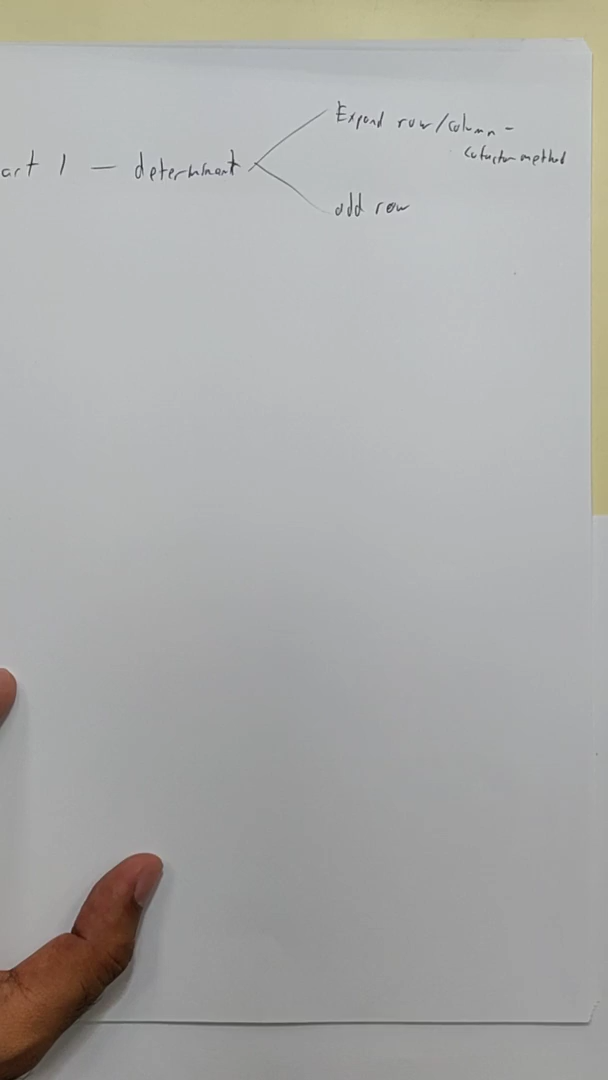 art 1 — determinant
Expand row/column -
cofactor method
add row